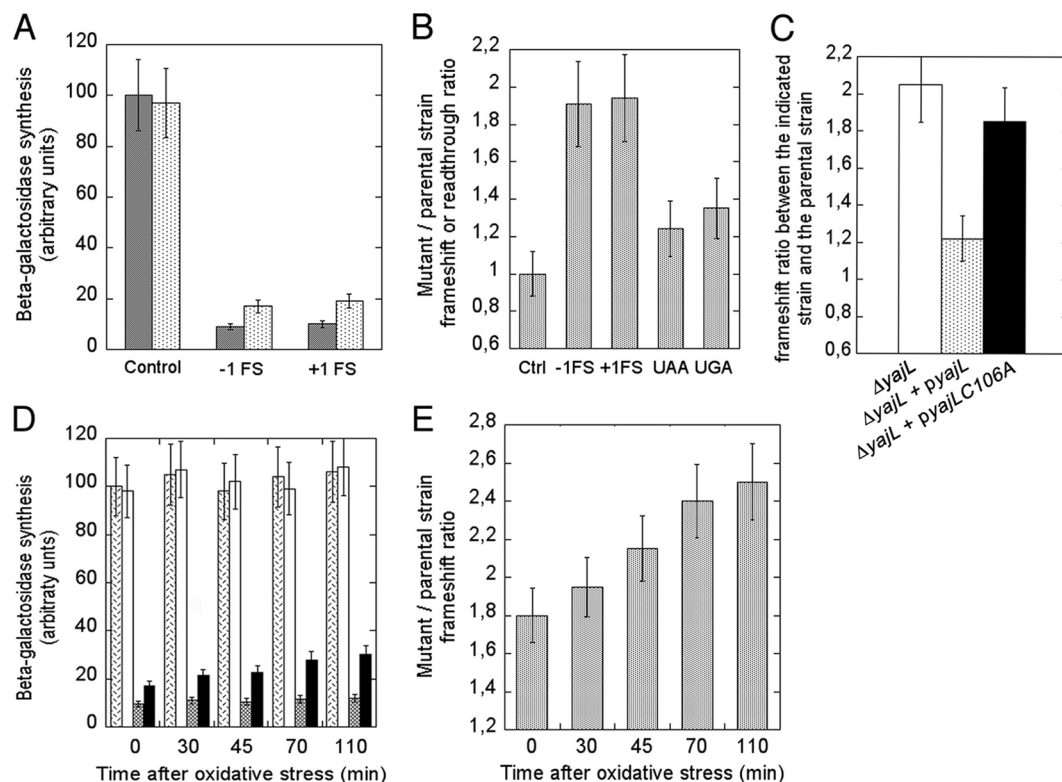 A
Beta-galactosidase synthesis
(arbitrary units)
120
100
80
60
40
20
0
Control
-1 FS
+1 FS
B
Mutant / parental strain
frameshift or readthrough ratio
2,2
2
1,8
1,6
1,4
1,2
1
0,8
0,6
Ctrl
-1FS
+1FS
UAA
UGA
C
frameshift ratio between the indicated
strain and the parental strain
2,2
2
1,8
1,6
1,4
1,2
1
0,8
0,6
ΔyajL
ΔyajL + pyajL
ΔyajL + pyajLC106A
D
Beta-galactosidase synthesis
(arbitraty unts)
120
100
80
60
40
20
0
0
30
45
70
110
Time after oxidative stress (min)
E
Mutant / parental strain
frameshift ratio
2,8
2,6
2,4
2,2
2
1,8
1,6
1,4
1,2
0
30
45
70
110
Time after oxidative stress (min)